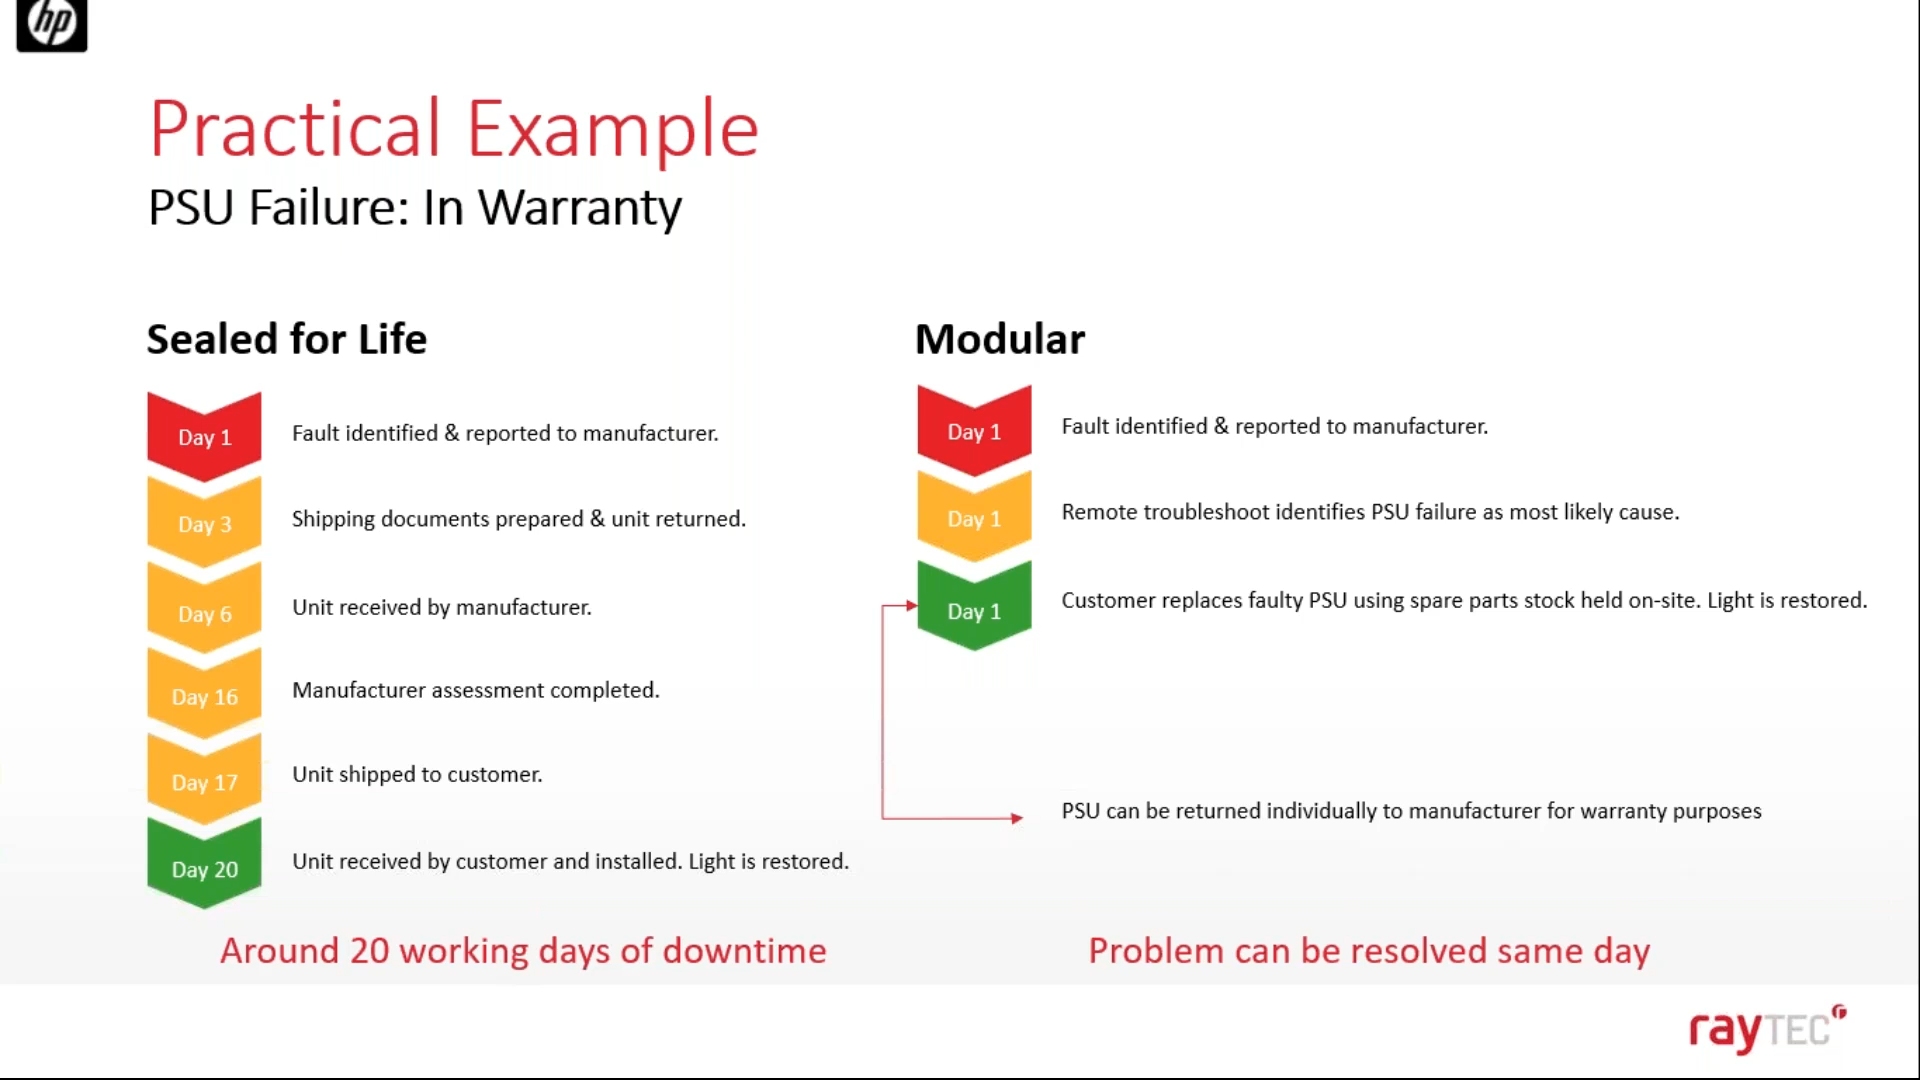 hp
Practical Example
PSU Failure: In Warranty
Sealed for Life
Day 1
Fault identified & reported to manufacturer.
Day 3
Shipping documents prepared & unit returned.
Day 6
Unit received by manufacturer.
Day 16
Manufacturer assessment completed.
Day 17
Unit shipped to customer.
Day 20
Unit received by customer and installed. Light is restored.
Around 20 working days of downtime
Modular
Day 1
Fault identified & reported to manufacturer.
Day 1
Remote troubleshoot identifies PSU failure as most likely cause.
Day 1
Customer replaces faulty PSU using spare parts stock held on-site. Light is restored.
PSU can be returned individually to manufacturer for warranty purposes
Problem can be resolved same day
rayTEC